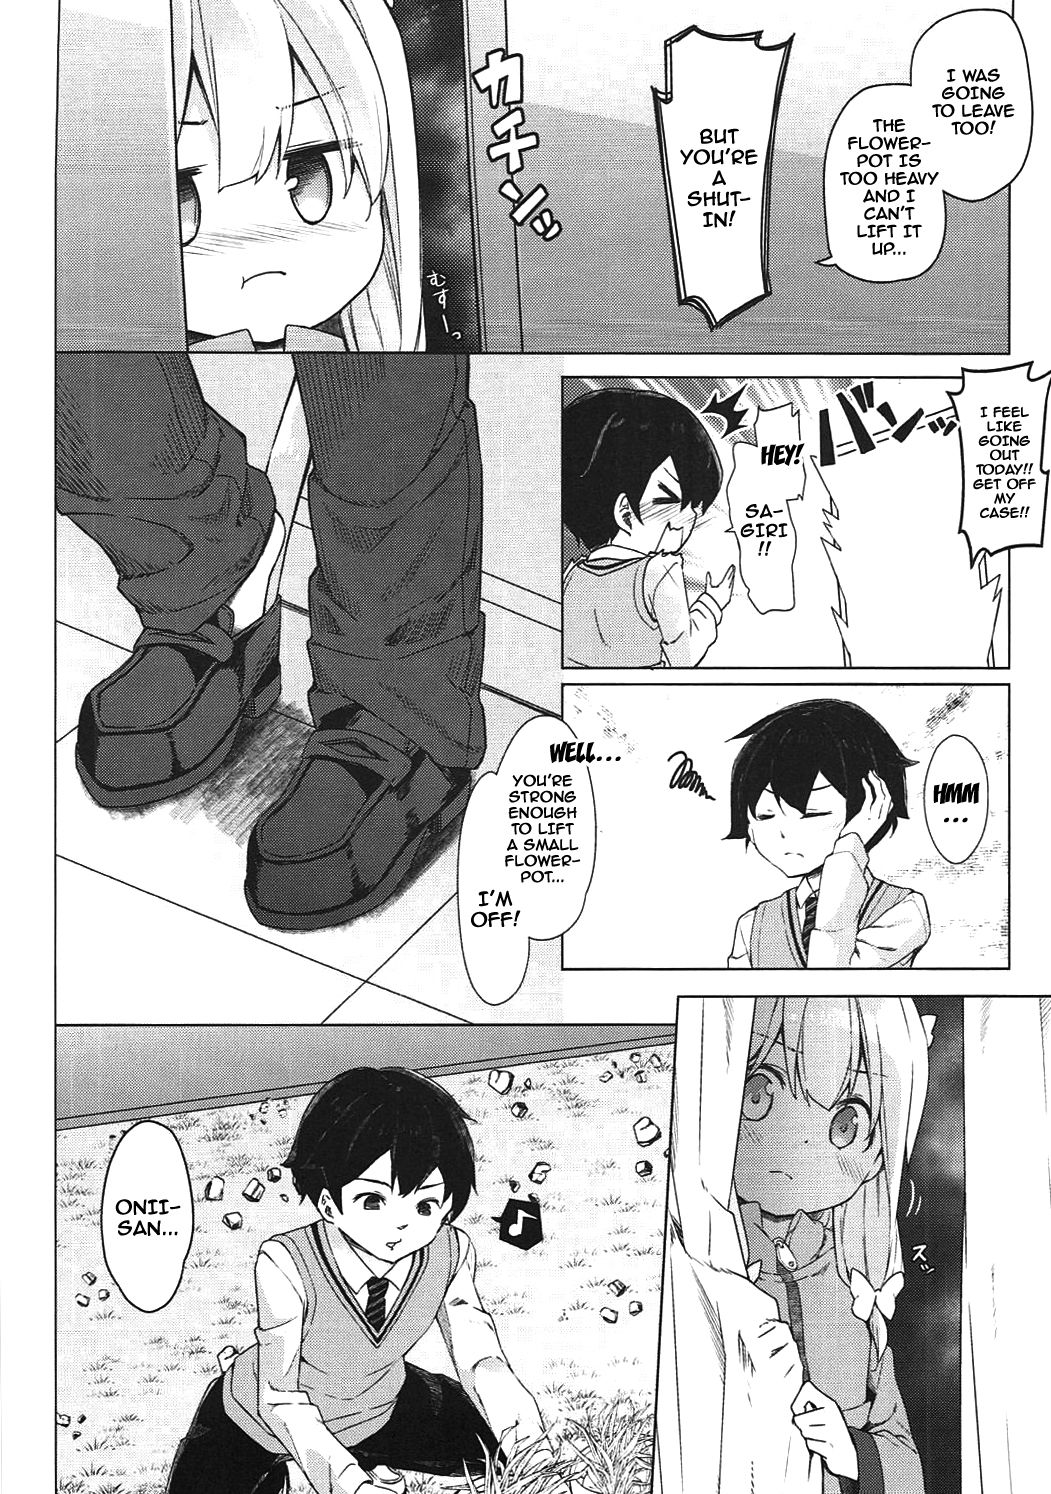 I WAS
GOING
TO LEAVE
TOO!
THE
FLOWER-
POT IS
TOO HEAVY
AND I
CAN'T
LIFT IT
UP...
BUT
YOU'RE
A
SHUT-
IN!
カチンッ
むすーっ
I FEEL
LIKE
GOING
OUT
TODAY!!
GET OFF
MY
CASE!!
バンッ
HEY!
SA-
GIRI
!!
HMM
...
WELL...
YOU'RE
STRONG
ENOUGH
TO LIFT
A SMALL
FLOWER-
POT...
I'M
OFF!
スッ
ONII-
SAN...